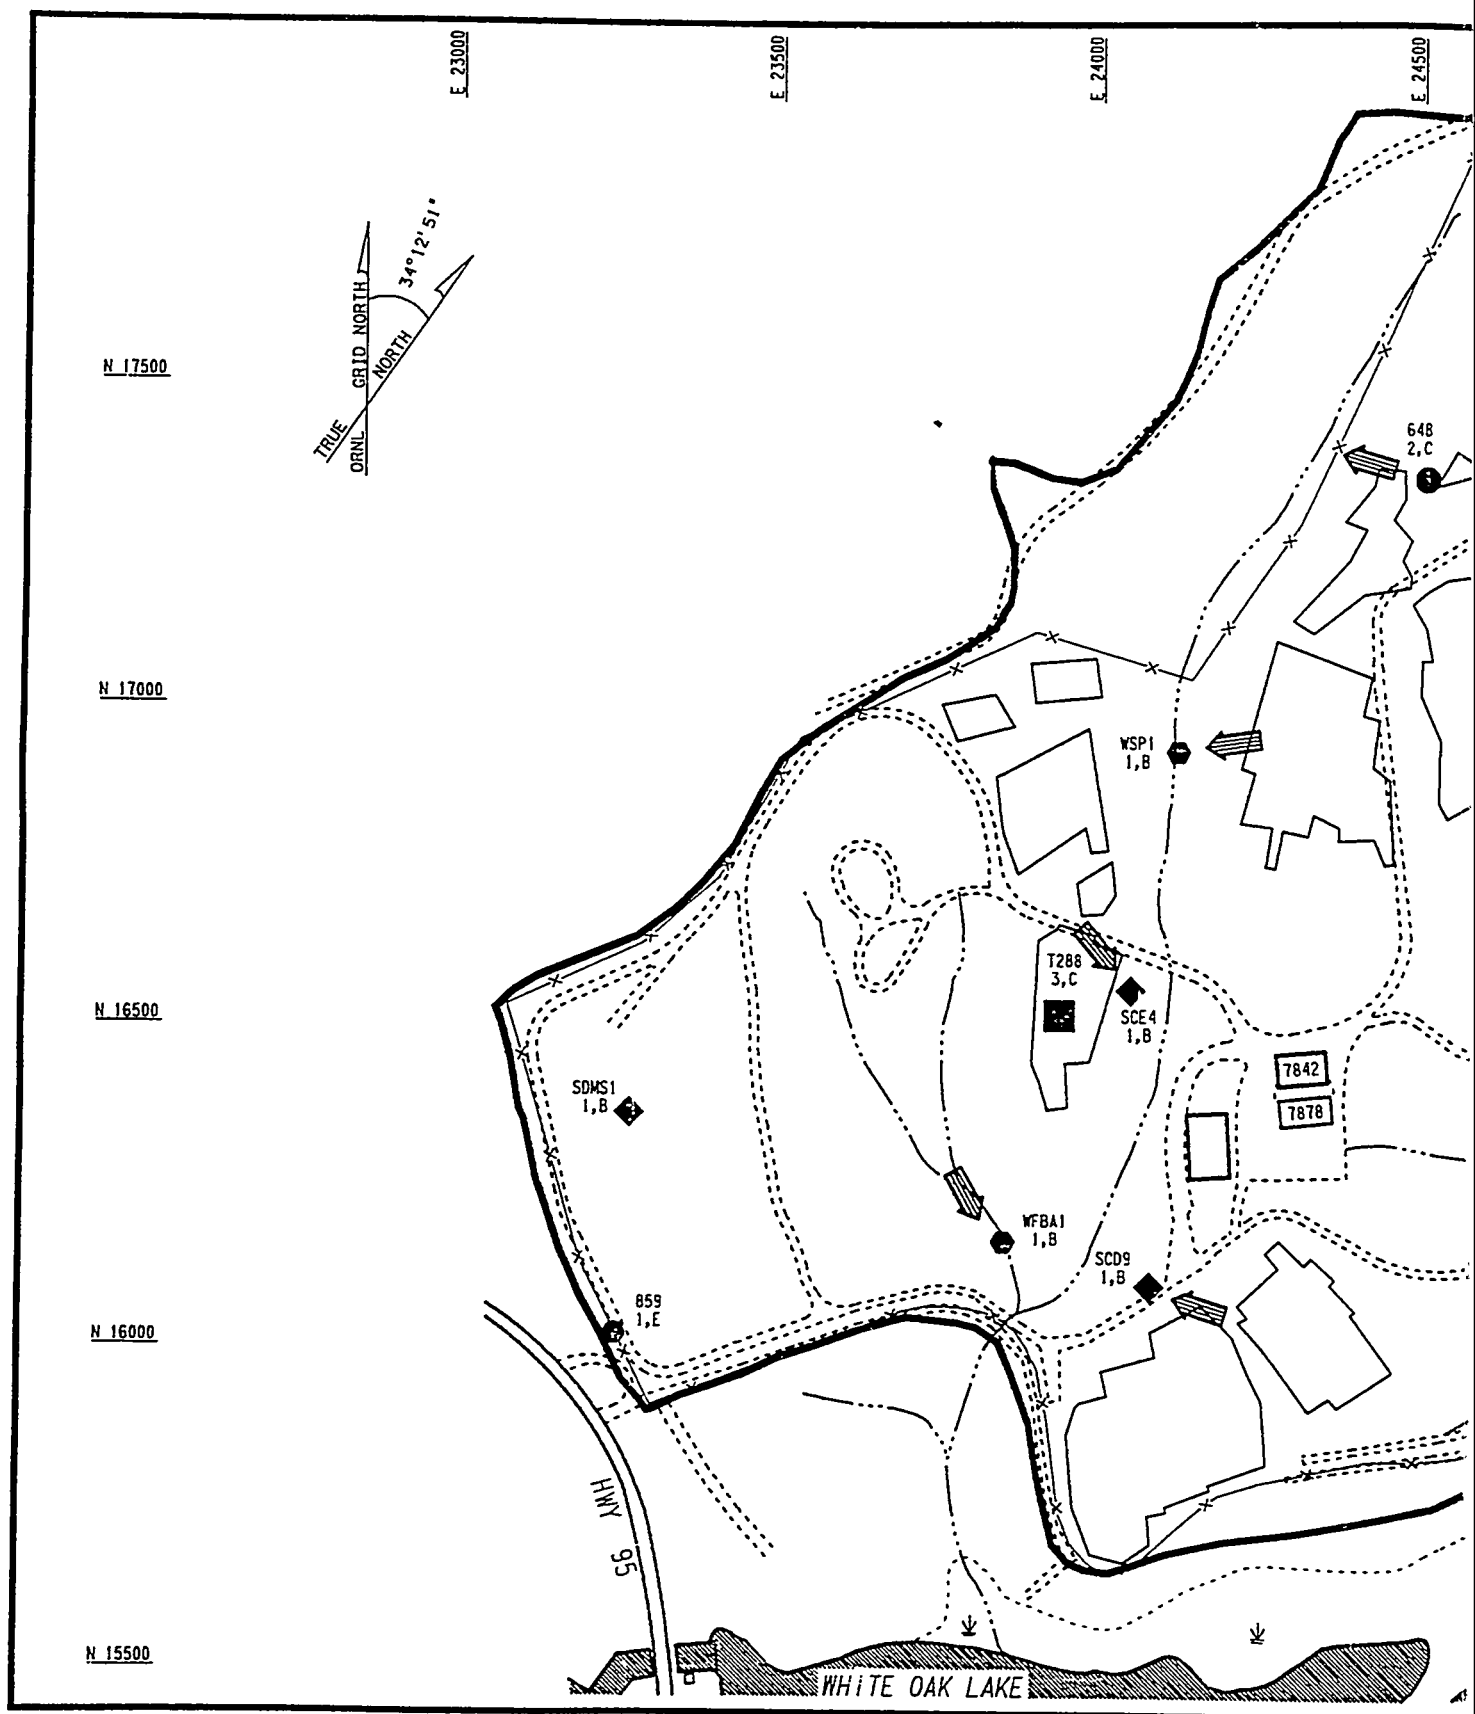 E 23000
E 23500
E 24000
E 24500
34°12'51"
ORNL GRID NORTH
TRUE NORTH
N 17500
648
2,C
N 17000
WSP1
1,B
T288
3,C
N 16500
SCE4
1,B
7842
SDMS1
1,B
7878
WFBA1
1,B
SCD9
1,B
859
1,E
N 16000
HWY 95
N 15500
WHITE OAK LAKE